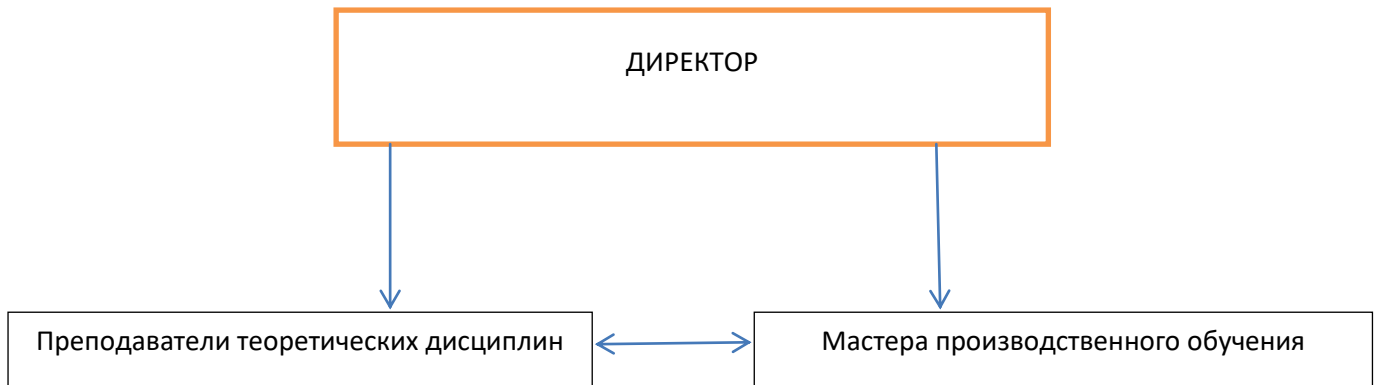 ДИРЕКТОР
Преподаватели теоретических дисциплин
Мастера производственного обучения